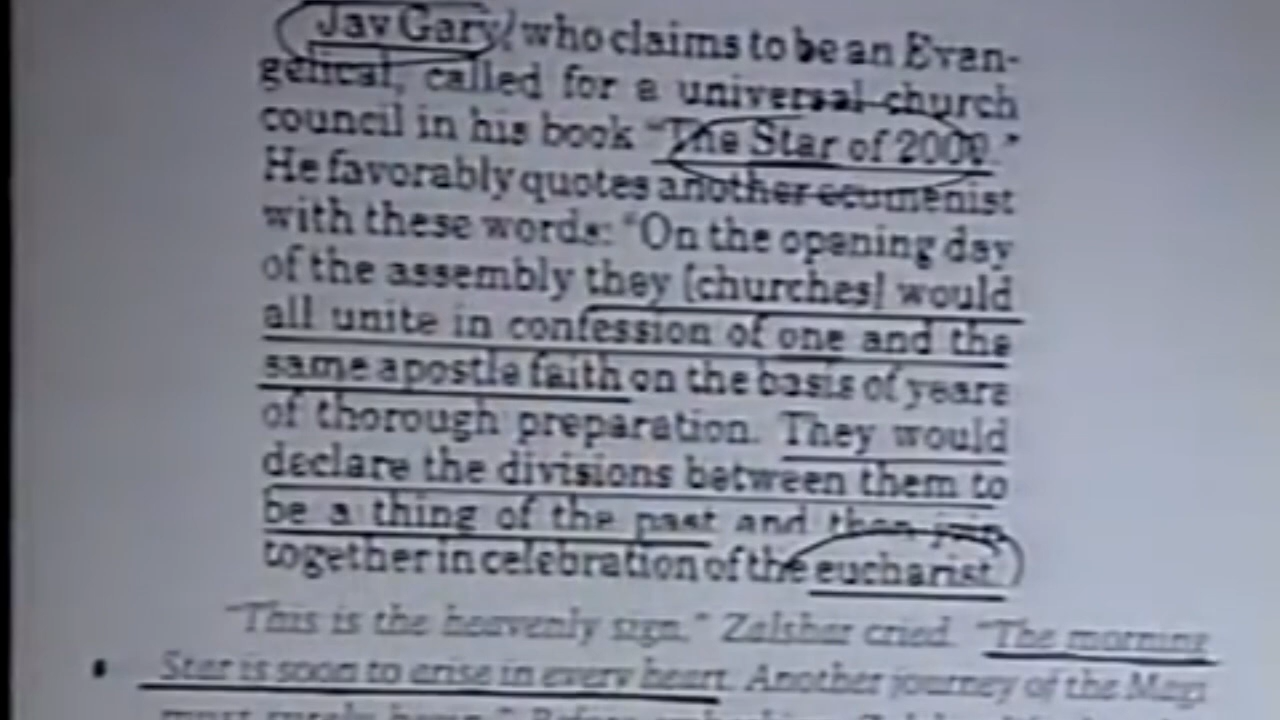 Jay Gary, who claims to be an Evan-
gelical, called for a universal church
council in his book "The Star of 2000."
He favorably quotes another ecumenist
with these words: "On the opening day
of the assembly they [churches] would
all unite in confession of one and the
same apostle faith on the basis of years
of thorough preparation. They would
declare the divisions between them to
be a thing of the past and then join
together in celebration of the eucharist.
"This is the heavenly sign." Zalshar cried. "The morning
Star is soon to arise in every heart. Another journey of the Magi
must surely